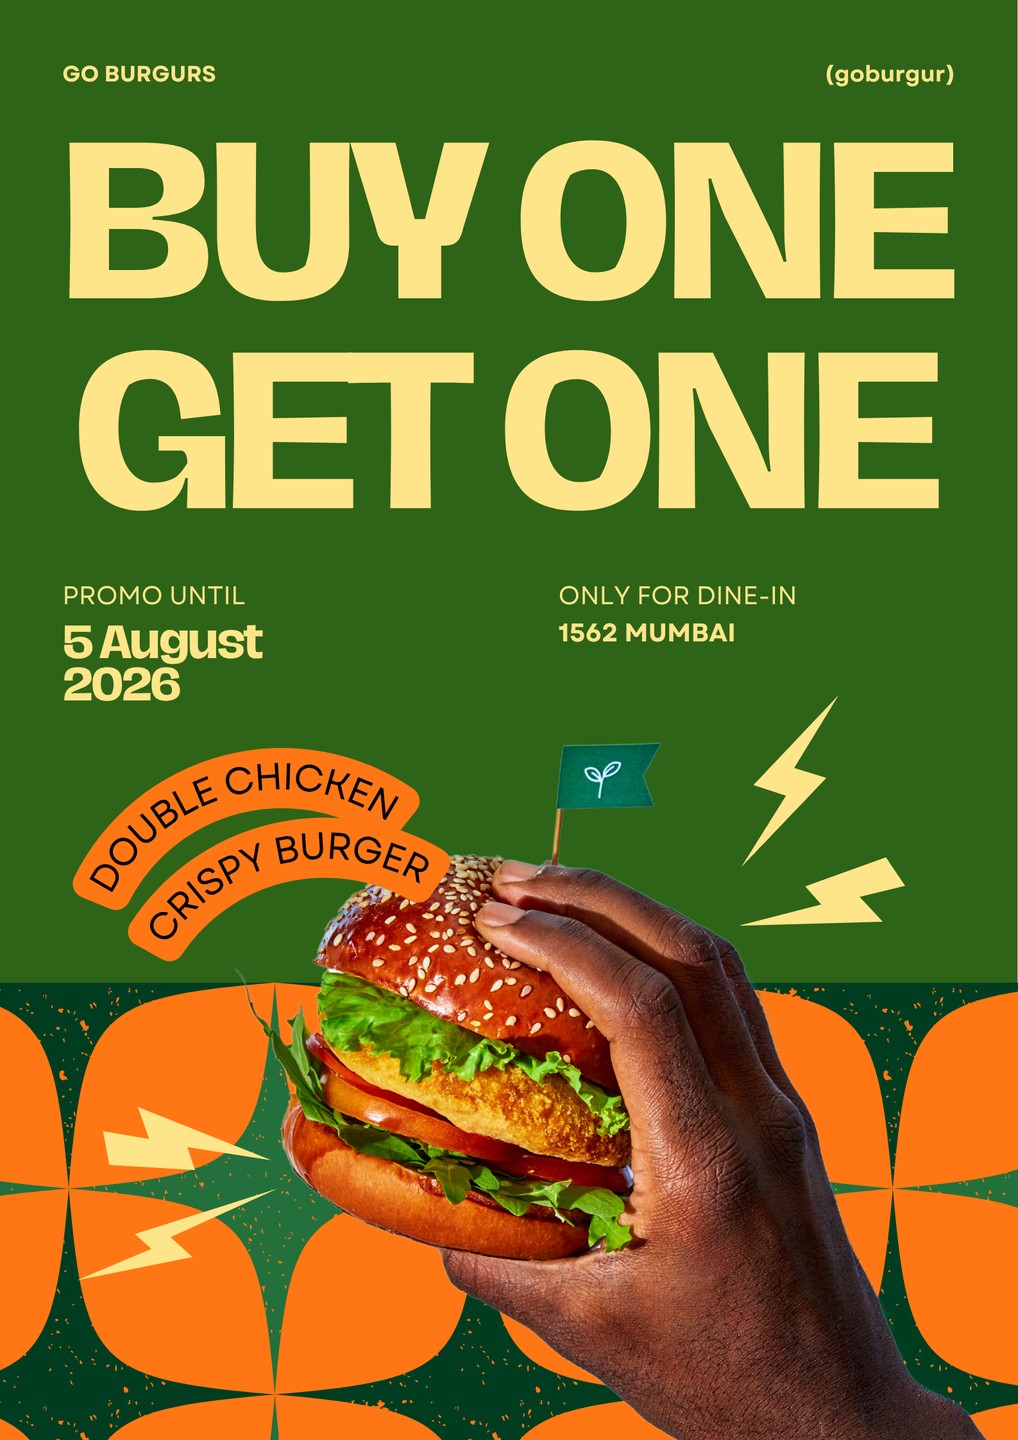 GO BURGURS
(goburgur)
BUY ONE
GET ONE
PROMO UNTIL
5 August
2026
ONLY FOR DINE-IN
1562 MUMBAI
DOUBLE CHICKEN
CRISPY BURGER